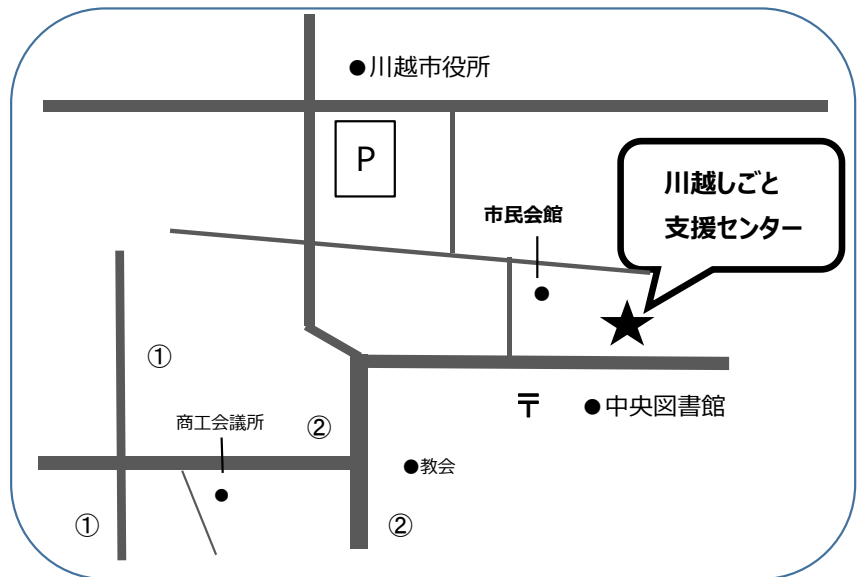 ●川越市役所
P
川越しごと
支援センター
市民会館
①
商工会議所
②
〒
●中央図書館
●教会
①
②